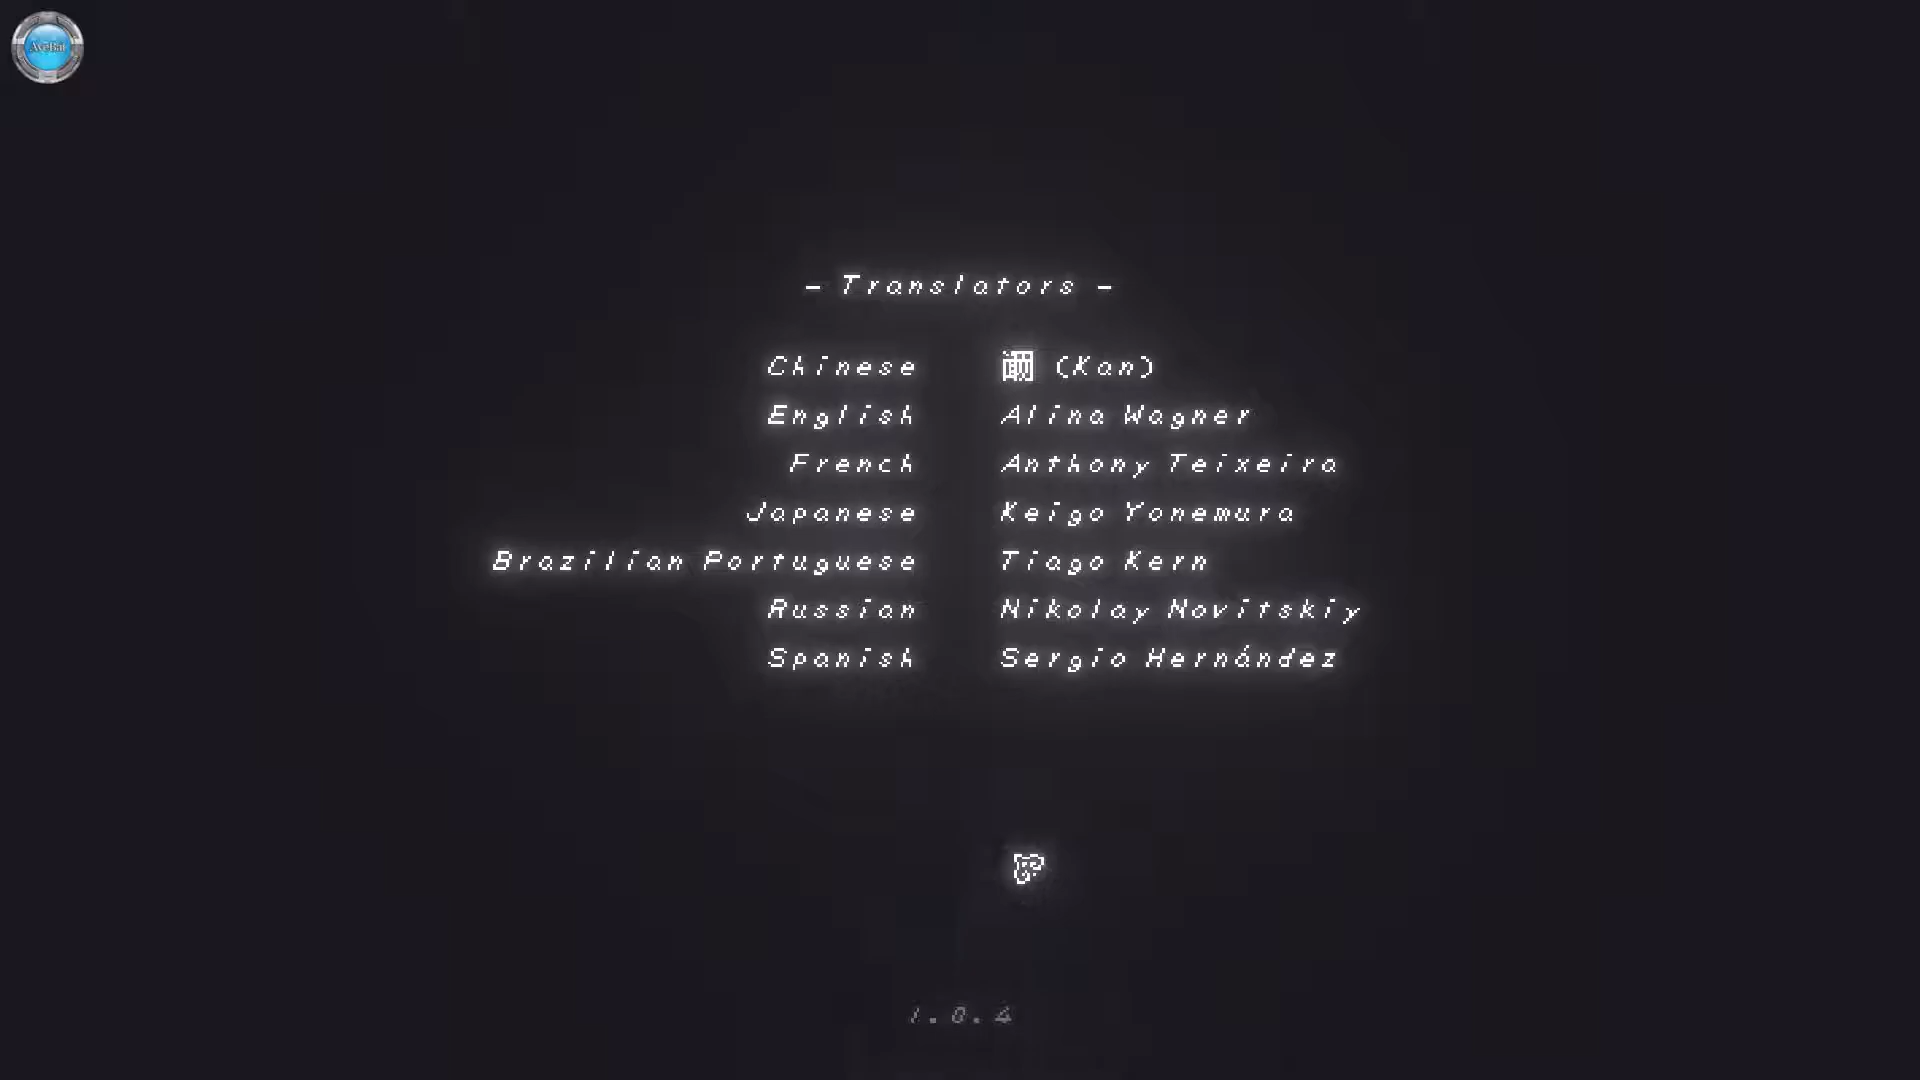 AveBat
- Translators -
Chinese (Kan)
English Alina Wagner
French Anthony Teixeira
Japanese Keigo Yonemura
Brazilian Portuguese Tiago Kern
Russian Nikolay Novitskiy
Spanish Sergio Hernández
1.0.4